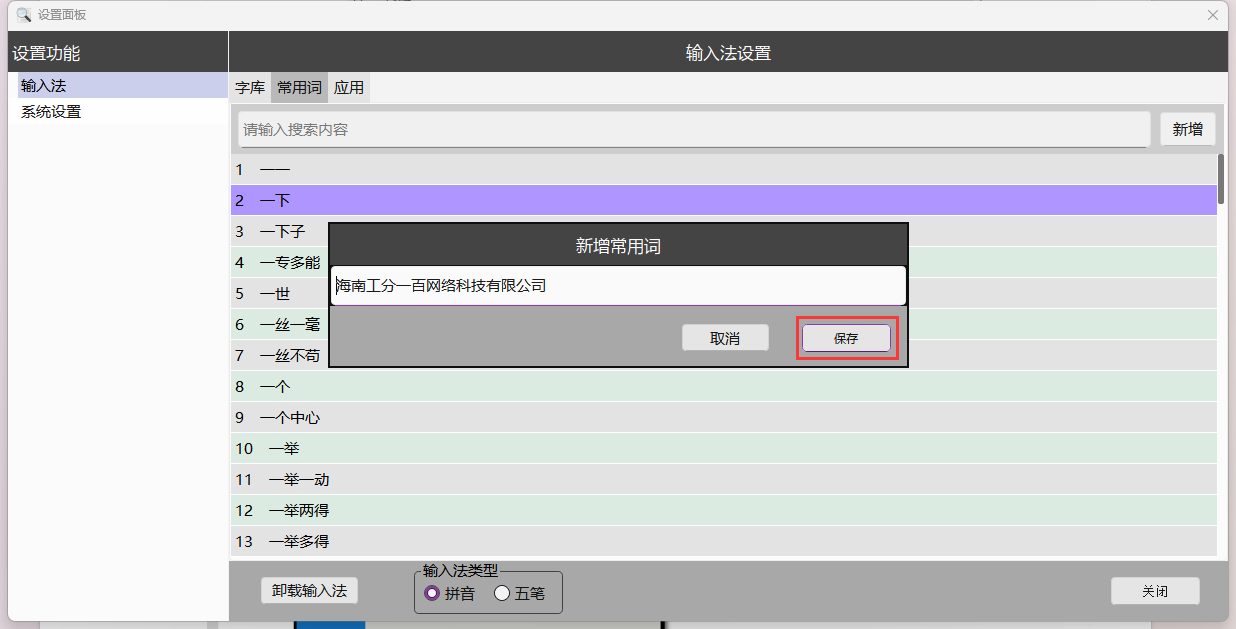 设置面板
设置功能
输入法设置
输入法
系统设置
字库 常用词 应用
请输入搜索内容
新增
1 一一
2 一下
3 一下子
4 一专多能
5 一世
6 一丝一毫
7 一丝不苟
8 一个
9 一个中心
10 一举
11 一举一动
12 一举两得
13 一举多得
新增常用词
海南工分一百网络科技有限公司
取消 保存
卸载输入法
输入法类型
拼音 五笔
关闭